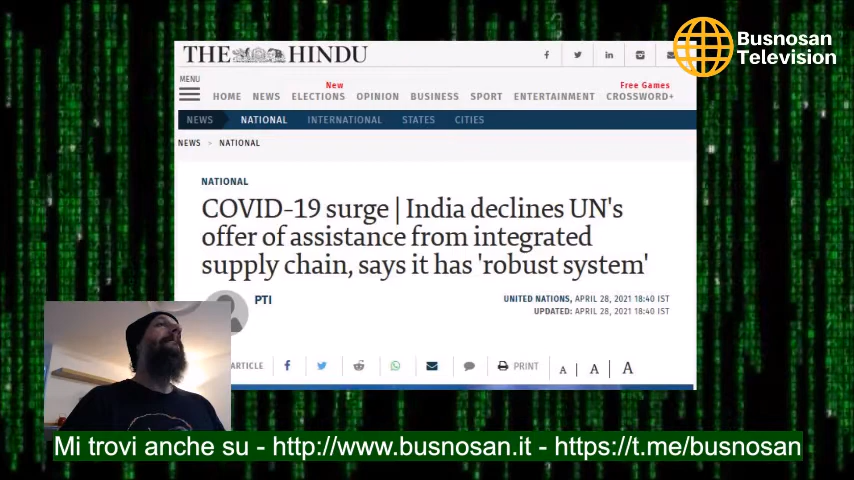 THE HINDU
Busnosan
Television
MENU
New
Free Games
HOME NEWS ELECTIONS OPINION BUSINESS SPORT ENTERTAINMENT CROSSWORD+
NEWS NATIONAL INTERNATIONAL STATES CITIES
NEWS > NATIONAL
NATIONAL
COVID-19 surge | India declines UN's
offer of assistance from integrated
supply chain, says it has 'robust system'
PTI
UNITED NATIONS, APRIL 28, 2021 18:40 IST
UPDATED: APRIL 28, 2021 18:40 IST
ARTICLE
PRINT A | A | A
Mi trovi anche su - http://www.busnosan.it - https://t.me/busnosan